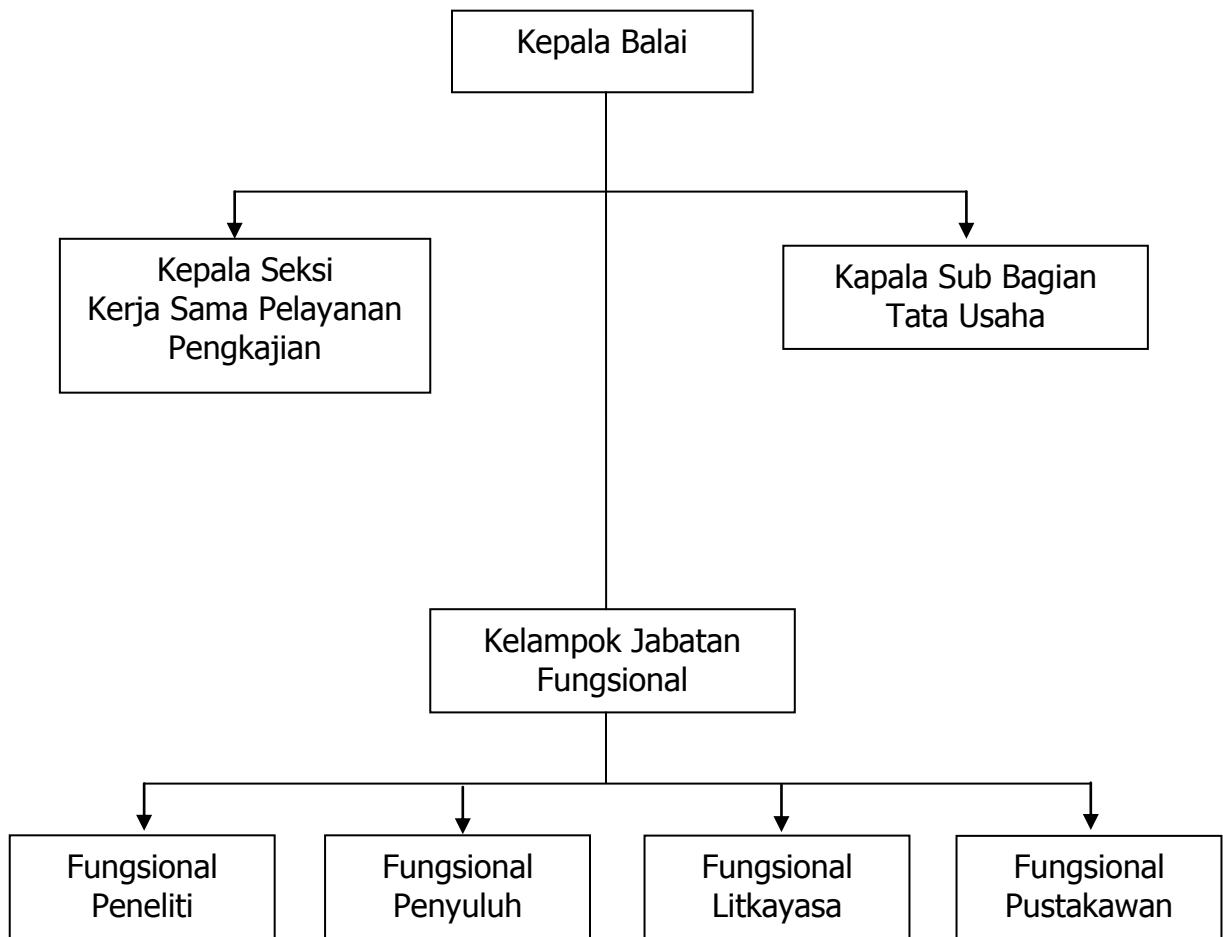 Kepala Balai
Kepala Seksi
Kerja Sama Pelayanan
Pengkajian
Kapala Sub Bagian
Tata Usaha
Kelampok Jabatan
Fungsional
Fungsional
Peneliti
Fungsional
Penyuluh
Fungsional
Litkayasa
Fungsional
Pustakawan